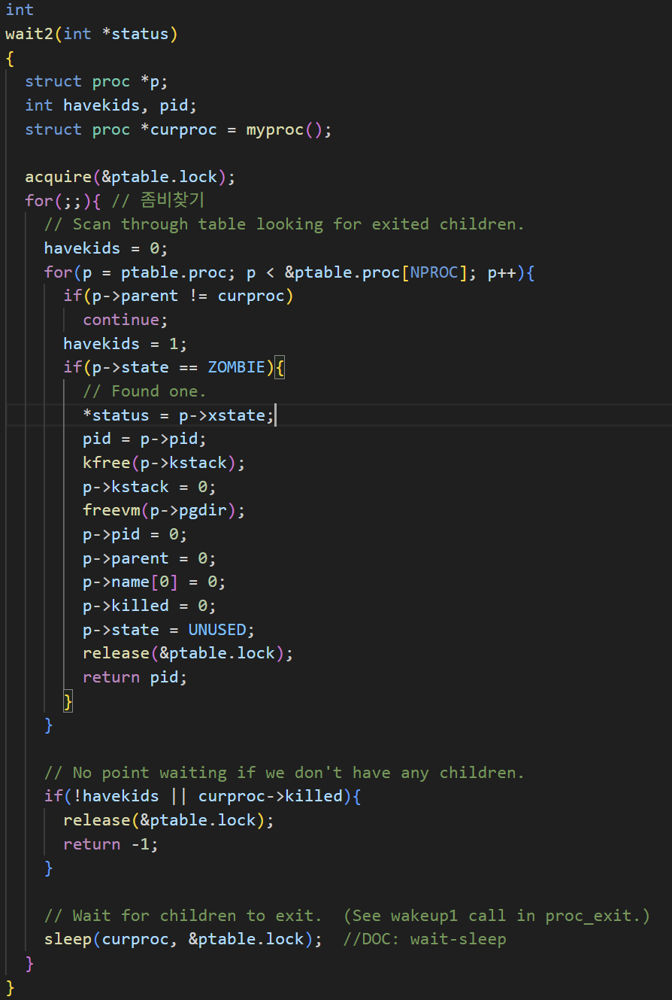 int
wait2(int *status)
{
  struct proc *p;
  int havekids, pid;
  struct proc *curproc = myproc();

  acquire(&ptable.lock);
  for(;;){ // 좀비찾기
    // Scan through table looking for exited children.
    havekids = 0;
    for(p = ptable.proc; p < &ptable.proc[NPROC]; p++){
      if(p->parent != curproc)
        continue;
      havekids = 1;
      if(p->state == ZOMBIE){
        // Found one.
        *status = p->xstate;
        pid = p->pid;
        kfree(p->kstack);
        p->kstack = 0;
        freevm(p->pgdir);
        p->pid = 0;
        p->parent = 0;
        p->name[0] = 0;
        p->killed = 0;
        p->state = UNUSED;
        release(&ptable.lock);
        return pid;
      }
    }

    // No point waiting if we don't have any children.
    if(!havekids || curproc->killed){
      release(&ptable.lock);
      return -1;
    }

    // Wait for children to exit.  (See wakeup1 call in proc_exit.)
    sleep(curproc, &ptable.lock);  //DOC: wait-sleep
  }
}